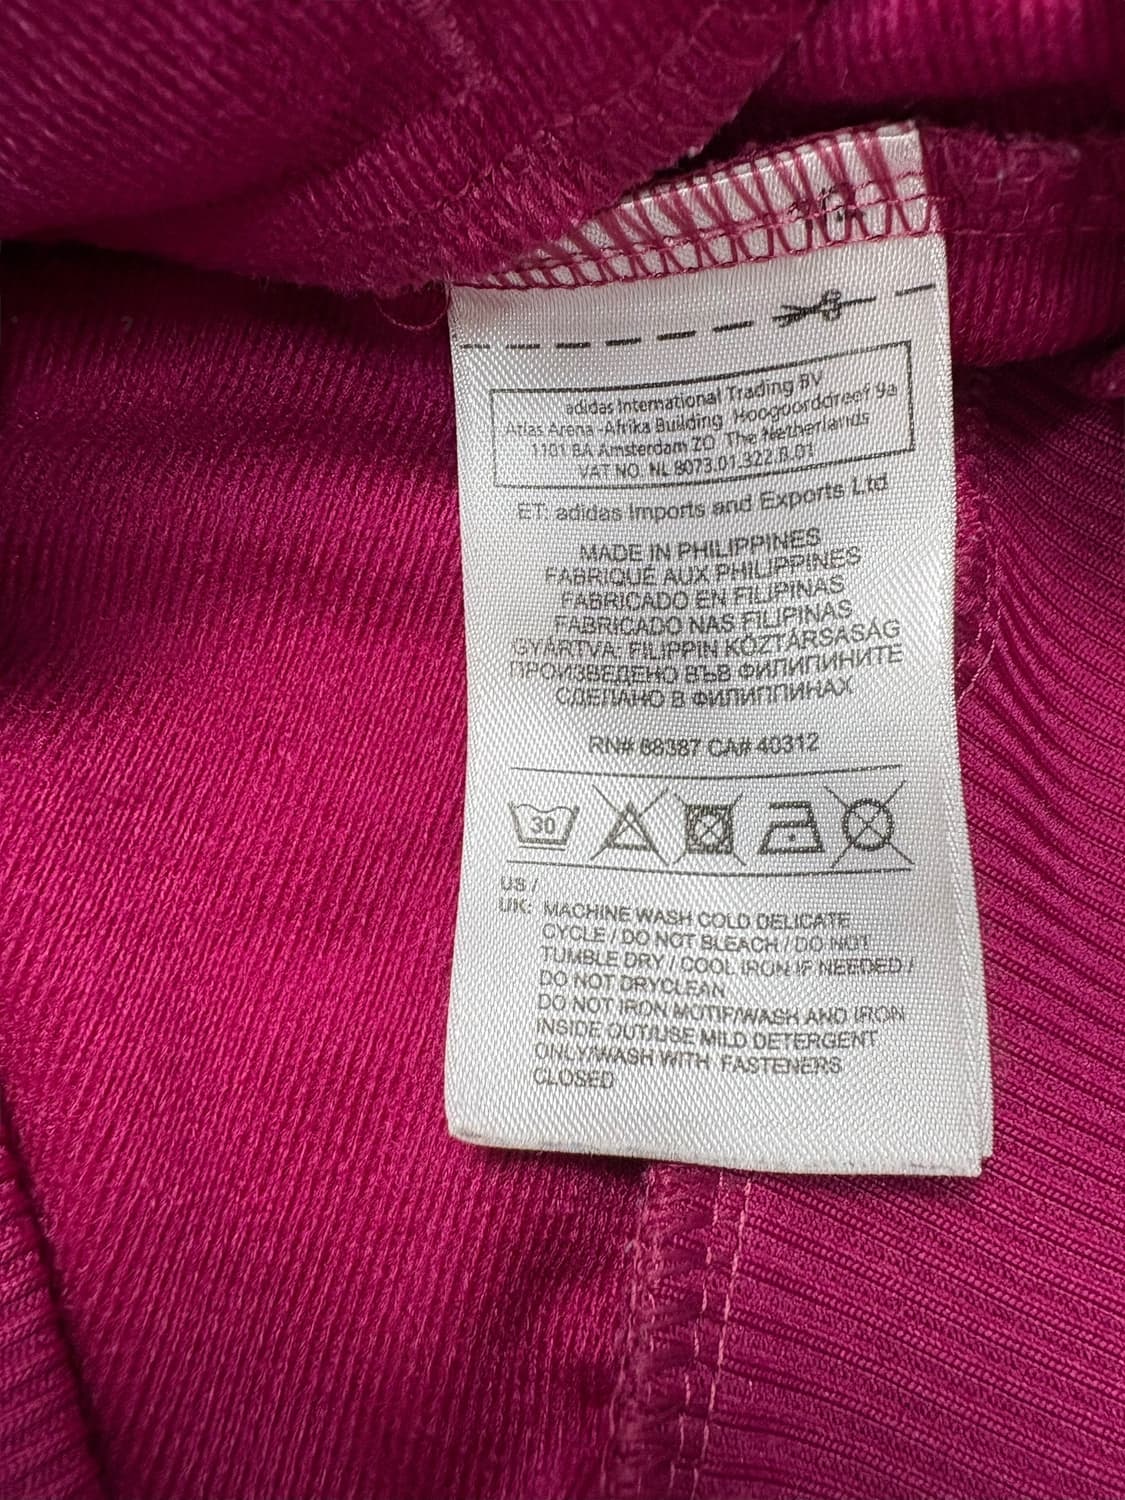 adidas International Trading BV
Atlas Arena -Afrika Building Hoogoorddreef 9a
1101 BA Amsterdam ZO The Netherlands
VAT NO. NL 8073.01.322.B.01
ET: adidas Imports and Exports Ltd
MADE IN PHILIPPINES
FABRIQUÉ AUX PHILIPPINES
FABRICADO EN FILIPINAS
FABRICADO NAS FILIPINAS
GYÁRTVA: FILIPPIN KÖZTÁRSASÁG
ПРОИЗВЕДЕНО ВЪВ ФИЛИПИНИТЕ
СДЕЛАНО В ФИЛИППИНАХ
RN# 88387 CA# 40312
30
US /
UK: MACHINE WASH COLD DELICATE
CYCLE / DO NOT BLEACH / DO NOT
TUMBLE DRY / COOL IRON IF NEEDED /
DO NOT DRYCLEAN
DO NOT IRON MOTIF/WASH AND IRON
INSIDE OUT/USE MILD DETERGENT
ONLY/WASH WITH FASTENERS
CLOSED